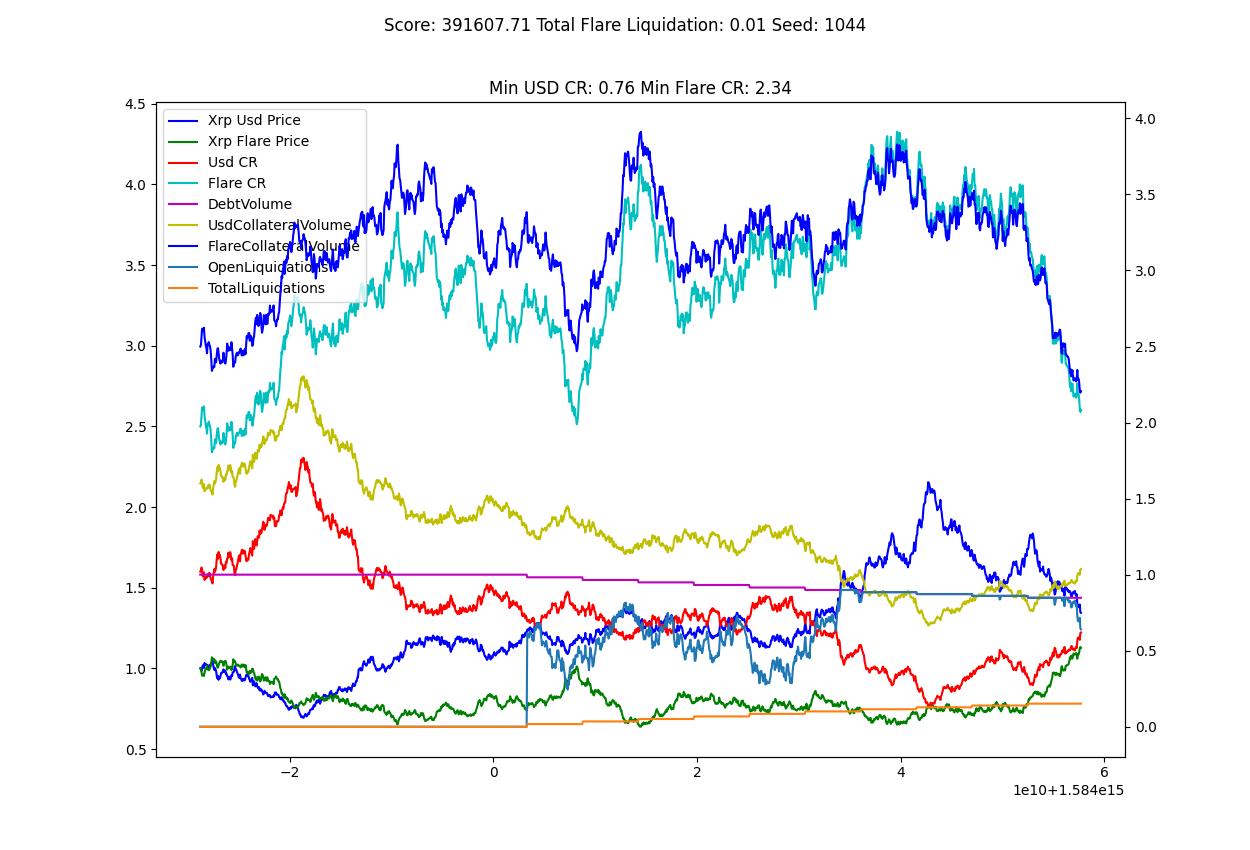 Score: 391607.71 Total Flare Liquidation: 0.01 Seed: 1044
Min USD CR: 0.76 Min Flare CR: 2.34
Xrp Usd Price
Xrp Flare Price
Usd CR
Flare CR
DebtVolume
UsdCollateralVolume
FlareCollateralVolume
OpenLiquidations
TotalLiquidations
4.5
4.0
3.5
3.0
2.5
2.0
1.5
1.0
0.5
4.0
3.5
3.0
2.5
2.0
1.5
1.0
0.5
0.0
−2
0
2
4
6
1e10+1.584e15